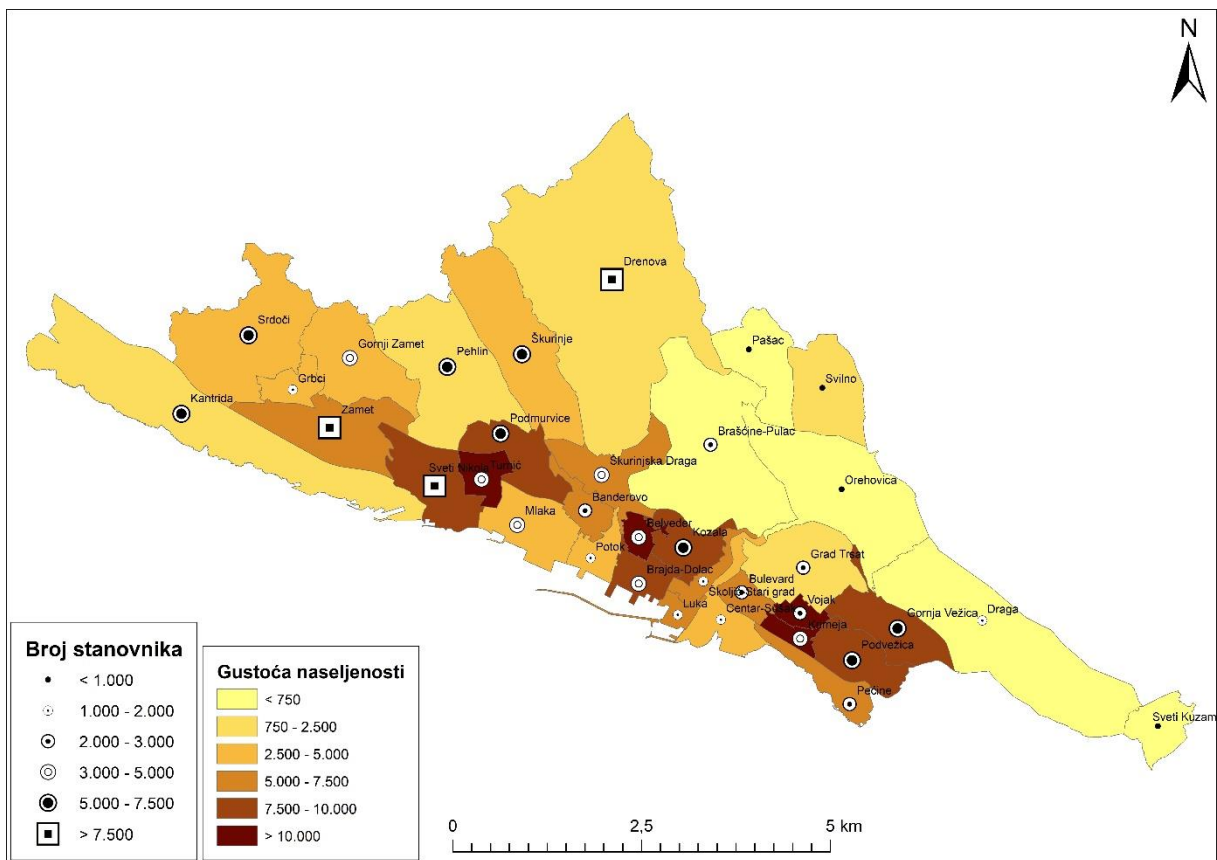 N
Drenova
Pašac
Srdoči
Gornji Zamet
Škurinje
Pehlin
Grbci
Svilno
Kantrida
Zamet
Podmurvice
Brašćine-Pulac
Sveti Nikola
Turnić
Škurinjska Draga
Orehovica
Mlaka
Banderovo
Belveder
Kozala
Potok
Grad Trsat
Brajda-Dolac
Bulevard
Školjić-Stari grad
Luka
Centar-Sušak
Vojak
Gornja Vežica
Draga
Krimeja
Podvežica
Pećine
Sveti Kuzam
Broj stanovnika
< 1.000
1.000 - 2.000
2.000 - 3.000
3.000 - 5.000
5.000 - 7.500
> 7.500
Gustoća naseljenosti
< 750
750 - 2.500
2.500 - 5.000
5.000 - 7.500
7.500 - 10.000
> 10.000
0 2,5 5 km